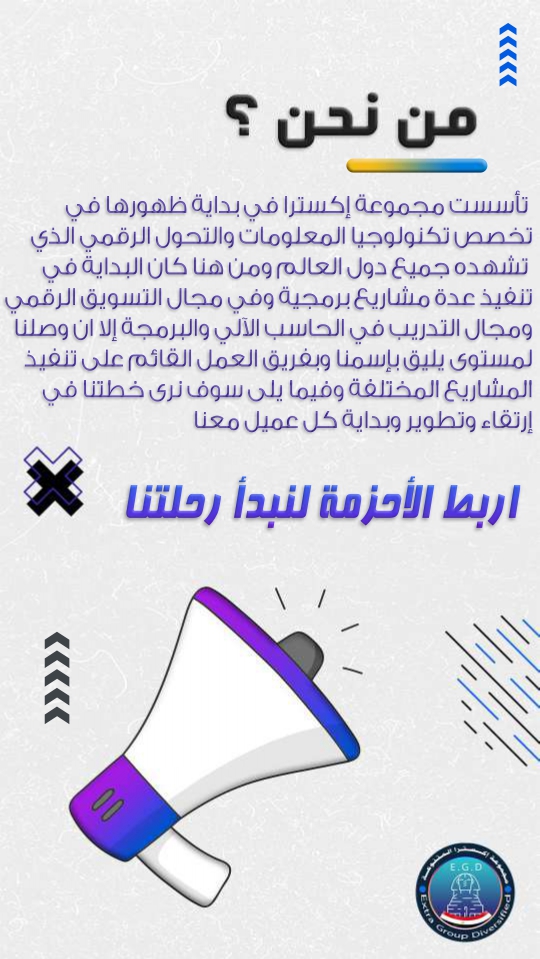 من نحن ؟
تأسست مجموعة إكسترا في بداية ظهورها في
تخصص تكنولوجيا المعلومات والتحول الرقمي الذي
تشهده جميع دول العالم ومن هنا كان البداية في
تنفيذ عدة مشاريع برمجية وفي مجال التسويق الرقمي
ومجال التدريب في الحاسب الآلي والبرمجة إلا ان وصلنا
لمستوى يليق بإسمنا وبفريق العمل القائم على تنفيذ
المشاريع المختلفة وفيما يلى سوف نرى خطتنا في
إرتقاء وتطوير وبداية كل عميل معنا
اربط الأحزمة لنبدأ رحلتنا
مجموعة إكسترا المتنوعة
E.G.D
Extra Group Diversified